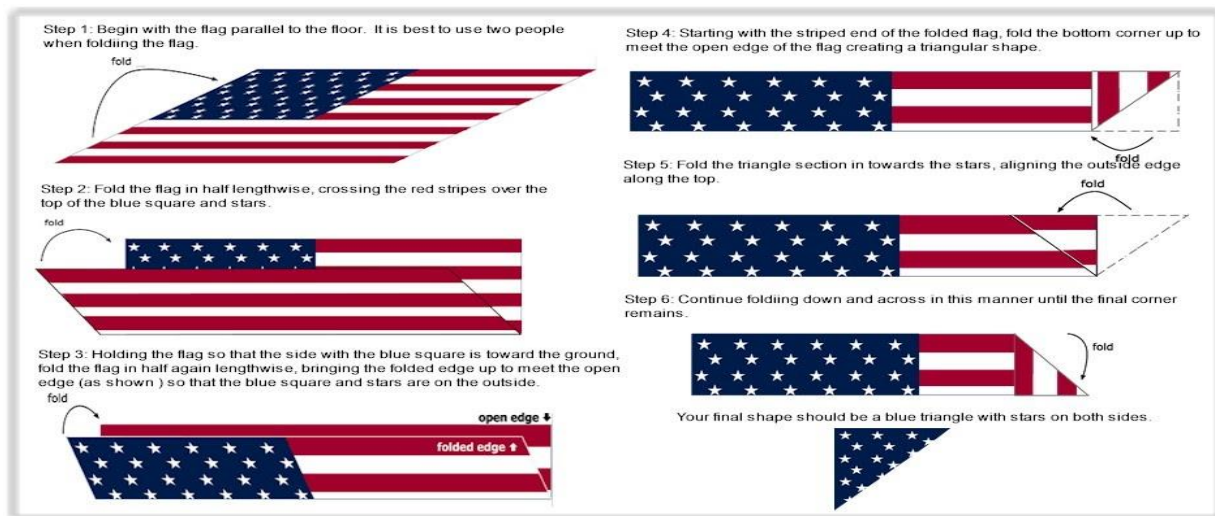 Step 1: Begin with the flag parallel to the floor. It is best to use two people
when foldiing the flag.
fold
Step 2: Fold the flag in half lengthwise, crossing the red stripes over the
top of the blue square and stars.
fold
Step 3: Holding the flag so that the side with the blue square is toward the ground,
fold the flag in half again lengthwise, bringing the folded edge up to meet the open
edge (as shown ) so that the blue square and stars are on the outside.
fold
open edge
folded edge
Step 4: Starting with the striped end of the folded flag, fold the bottom corner up to
meet the open edge of the flag creating a triangular shape.
fold
Step 5: Fold the triangle section in towards the stars, aligning the outside edge
along the top.
fold
Step 6: Continue foldiing down and across in this manner until the final corner
remains.
fold
Your final shape should be a blue triangle with stars on both sides.